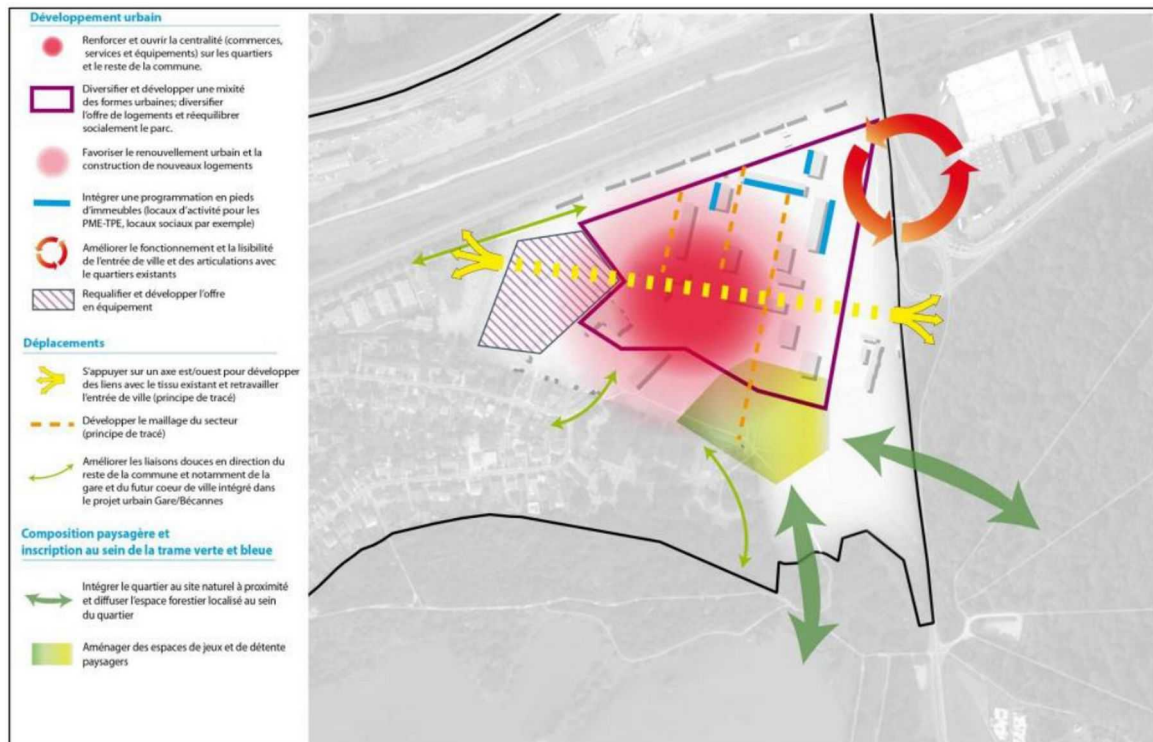 Développement urbain
Renforcer et ouvrir la centralité (commerces,
services et équipements) sur les quartiers
et le reste de la commune.
Diversifier et développer une mixité
des formes urbaines; diversifier
l'offre de logements et rééquilibrer
socialement le parc.
Favoriser le renouvellement urbain et la
construction de nouveaux logements
Intégrer une programmation en pieds
d'immeubles (locaux d'activité pour les
PME-TPE, locaux sociaux par exemple)
Améliorer le fonctionnement et la lisibilité
de l'entrée de ville et des articulations avec
le quartiers existants
Requalifier et développer l'offre
en équipement
Déplacements
S'appuyer sur un axe est/ouest pour développer
des liens avec le tissu existant et retravailler
l'entrée de ville (principe de tracé)
Développer le maillage du secteur
(principe de tracé)
Améliorer les liaisons douces en direction du
reste de la commune et notamment de la
gare et du futur coeur de ville intégré dans
le projet urbain Gare/Bécannes
Composition paysagère et
inscription au sein de la trame verte et bleue
Intégrer le quartier au site naturel à proximité
et diffuser l'espace forestier localisé au sein
du quartier
Aménager des espaces de jeux et de détente
paysagers